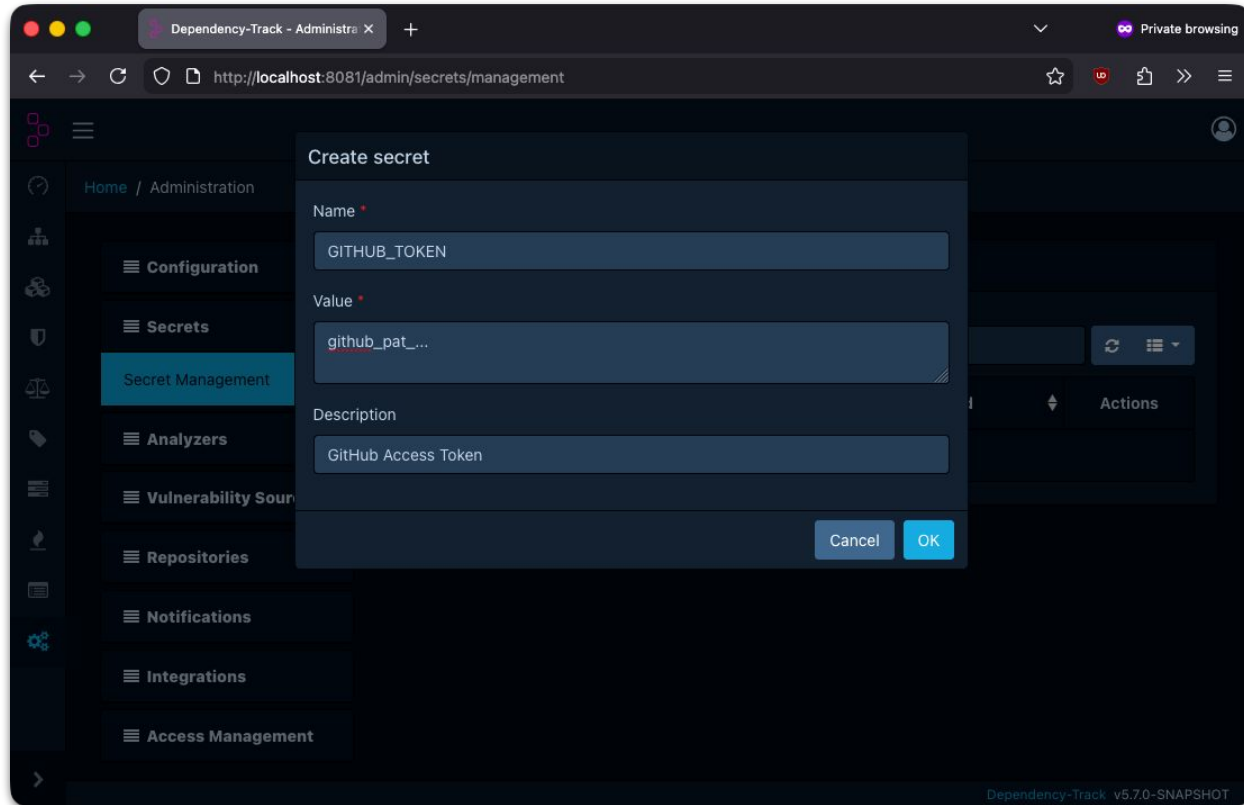 Dependency-Track - Administra
Private browsing
http://localhost:8081/admin/secrets/management
Home / Administration
Configuration
Secrets
Secret Management
Analyzers
Vulnerability Sour
Repositories
Notifications
Integrations
Access Management
Create secret
Name *
GITHUB_TOKEN
Value *
github_pat_...
Description
GitHub Access Token
Cancel
OK
Actions
Dependency-Track v5.7.0-SNAPSHOT